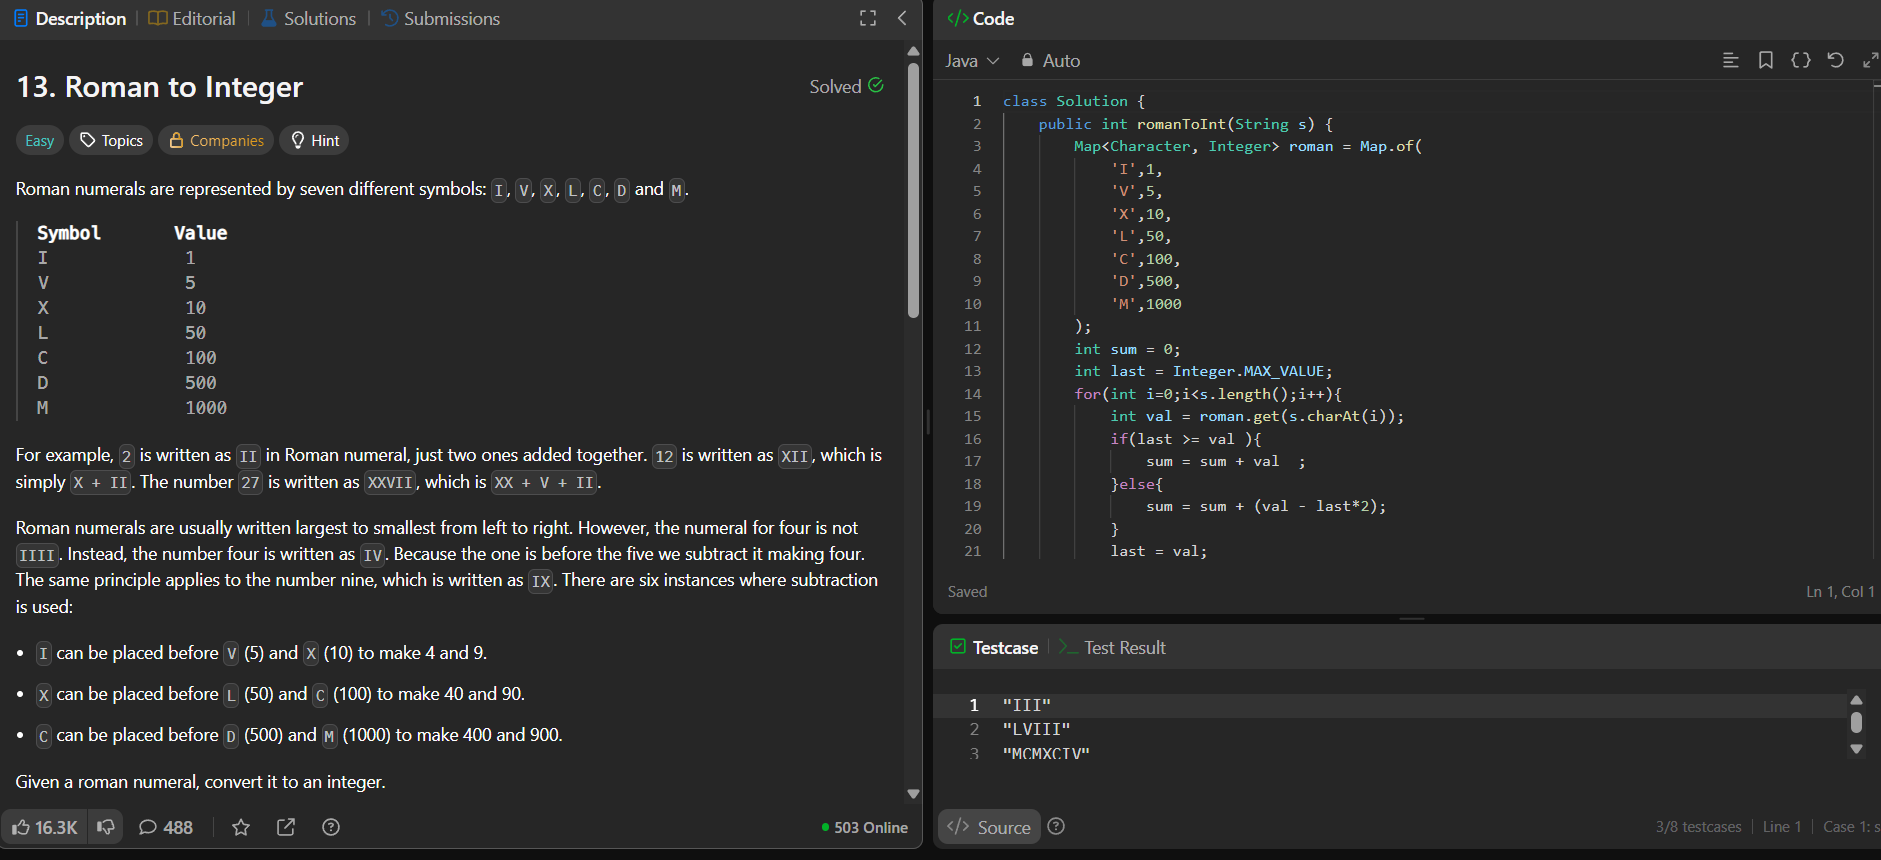 Description | Editorial | Solutions | Submissions
13. Roman to Integer
Solved
Easy Topics Companies Hint
Roman numerals are represented by seven different symbols: I, V, X, L, C, D and M.
Symbol Value
I 1
V 5
X 10
L 50
C 100
D 500
M 1000
For example, 2 is written as II in Roman numeral, just two ones added together. 12 is written as XII, which is
simply X + II. The number 27 is written as XXVII, which is XX + V + II.
Roman numerals are usually written largest to smallest from left to right. However, the numeral for four is not
IIII. Instead, the number four is written as IV. Because the one is before the five we subtract it making four.
The same principle applies to the number nine, which is written as IX. There are six instances where subtraction
is used:
• I can be placed before V (5) and X (10) to make 4 and 9.
• X can be placed before L (50) and C (100) to make 40 and 90.
• C can be placed before D (500) and M (1000) to make 400 and 900.
Given a roman numeral, convert it to an integer.
16.3K 488 503 Online
</> Code
Java Auto
1 class Solution {
2 public int romanToInt(String s) {
3 Map<Character, Integer> roman = Map.of(
4 'I',1,
5 'V',5,
6 'X',10,
7 'L',50,
8 'C',100,
9 'D',500,
10 'M',1000
11 );
12 int sum = 0;
13 int last = Integer.MAX_VALUE;
14 for(int i=0;i<s.length();i++){
15 int val = roman.get(s.charAt(i));
16 if(last >= val ){
17 sum = sum + val  ;
18 }else{
19 sum = sum + (val - last*2);
20 }
21 last = val;
Saved Ln 1, Col 1
Testcase | >_ Test Result
1 "III"
2 "LVIII"
3 "MCMXCIV"
</> Source 3/8 testcases | Line 1 | Case 1: s